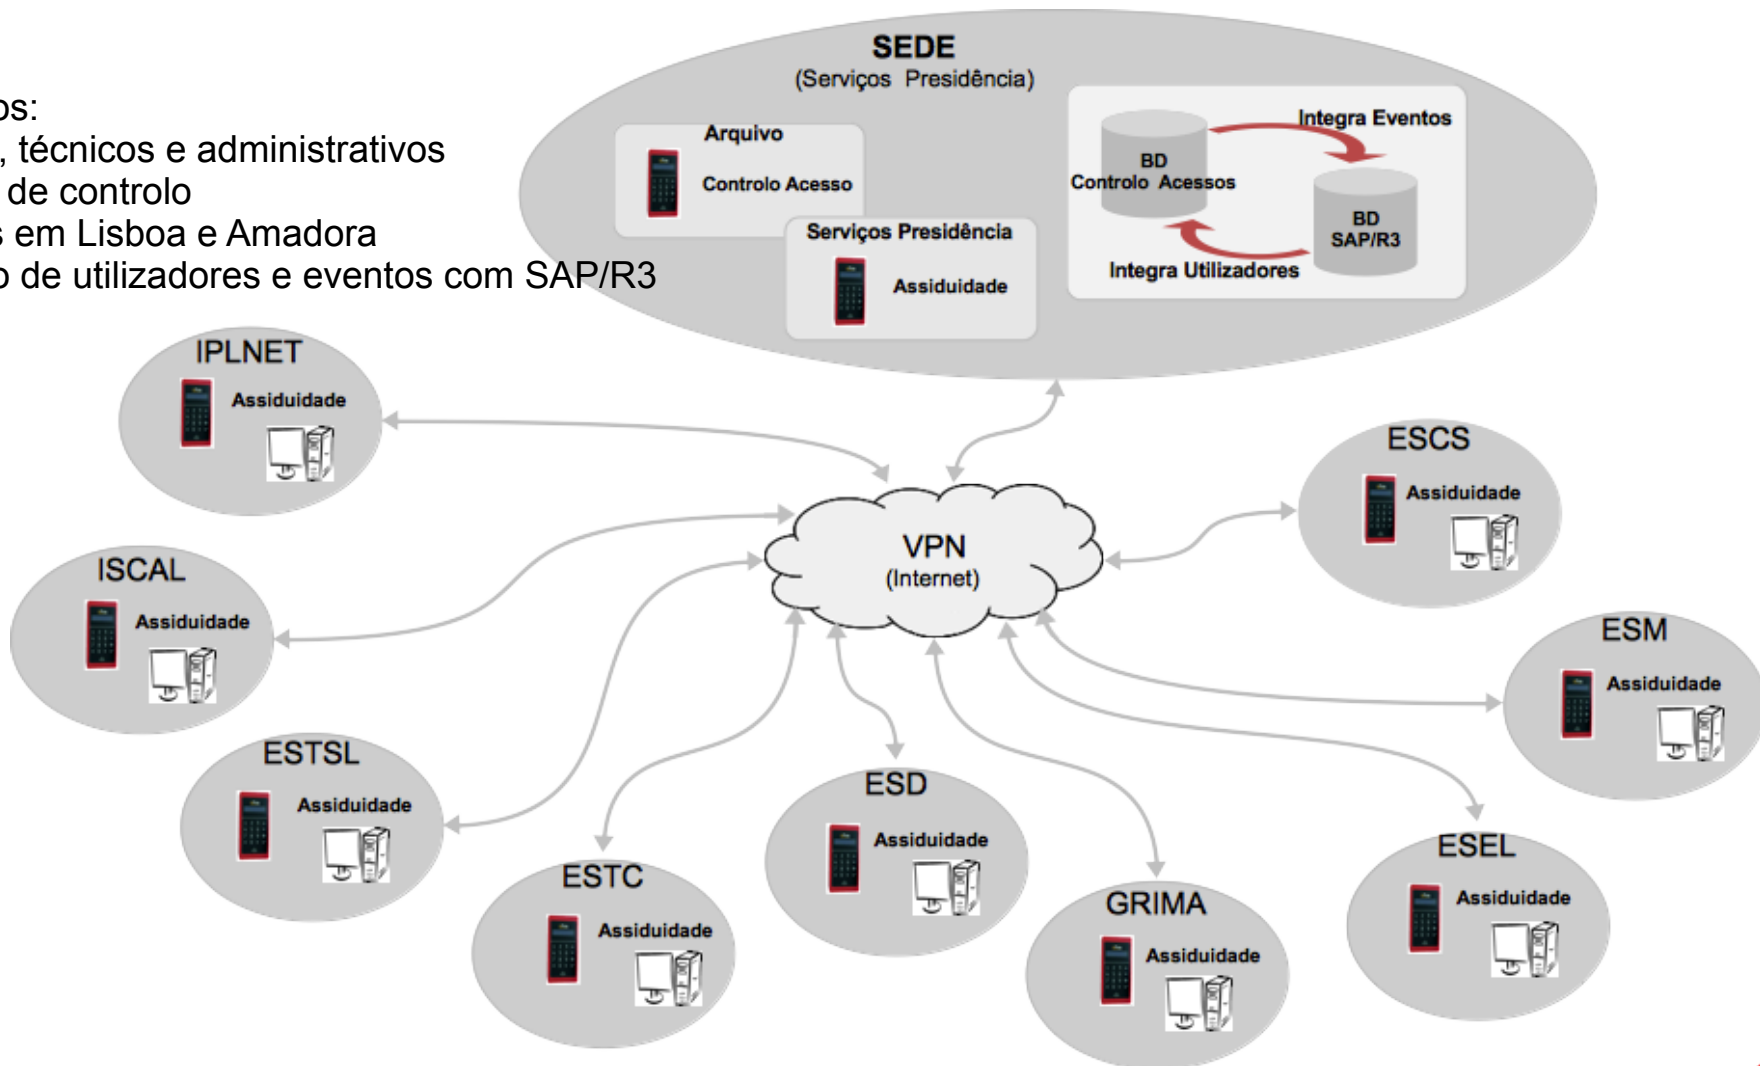 os:
, técnicos e administrativos
de controlo
s em Lisboa e Amadora
o de utilizadores e eventos com SAP/R3
SEDE
(Serviços Presidência)
Arquivo
Controlo Acesso
Serviços Presidência
Assiduidade
Integra Eventos
BD
Controlo Acessos
BD
SAP/R3
Integra Utilizadores
IPLNET
Assiduidade
ISCAL
Assiduidade
ESTSL
Assiduidade
ESTC
Assiduidade
VPN
(Internet)
ESD
Assiduidade
GRIMA
Assiduidade
ESCS
Assiduidade
ESM
Assiduidade
ESEL
Assiduidade